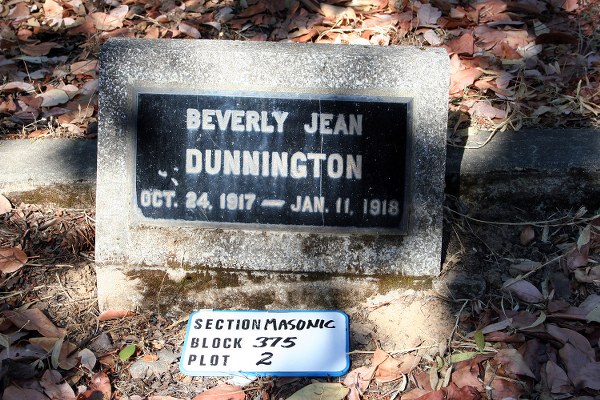 BEVERLY JEAN
DUNNINGTON
OCT. 24, 1917 — JAN. 11, 1918
SECTION MASONIC
BLOCK 375
PLOT 2